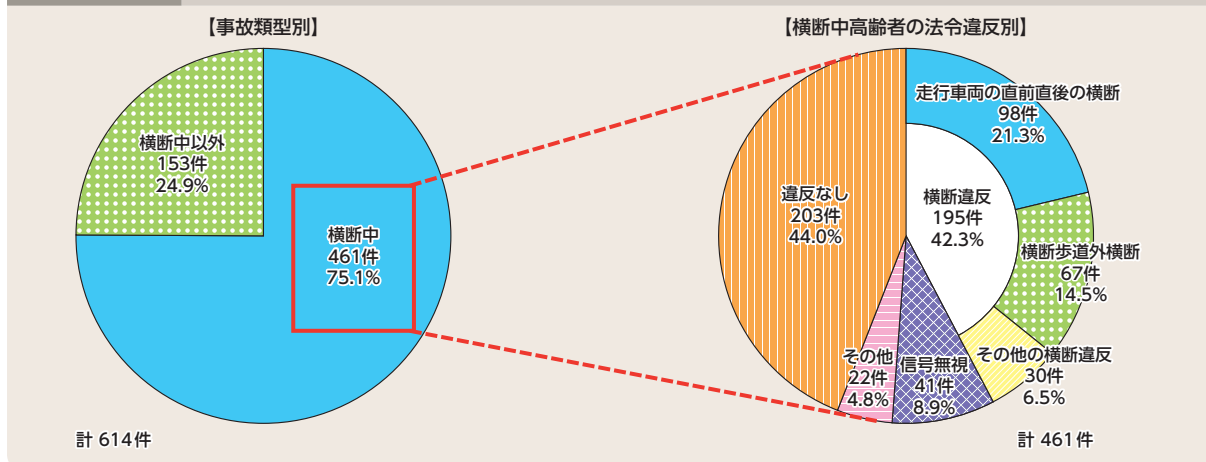 【事故類型別】
横断中以外
153件
24.9%
横断中
461件
75.1%
計 614件
【横断中高齢者の法令違反別】
走行車両の直前直後の横断
98件
21.3%
違反なし
203件
44.0%
横断違反
195件
42.3%
横断歩道外横断
67件
14.5%
その他の横断違反
30件
6.5%
信号無視
41件
8.9%
その他
22件
4.8%
計 461件